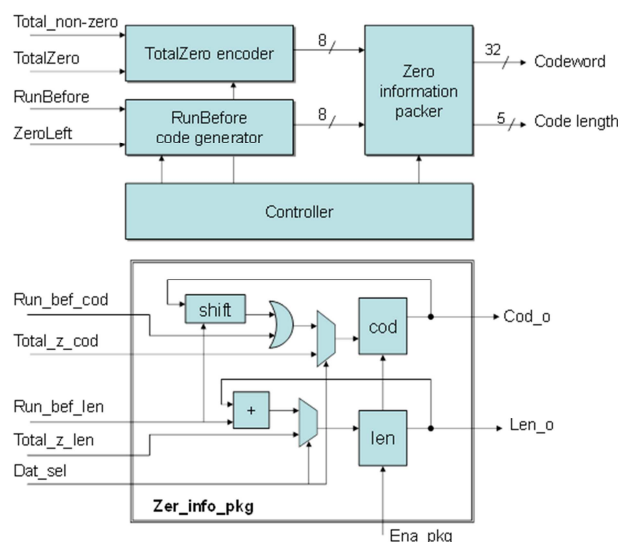 Total_non-zero
TotalZero
RunBefore
ZeroLeft
TotalZero encoder
RunBefore
code generator
8
8
Zero
information
packer
32
Codeword
5
Code length
Controller
Run_bef_cod
Total_z_cod
Run_bef_len
Total_z_len
Dat_sel
shift
cod
Cod_o
+
len
Len_o
Zer_info_pkg
Ena_pkg